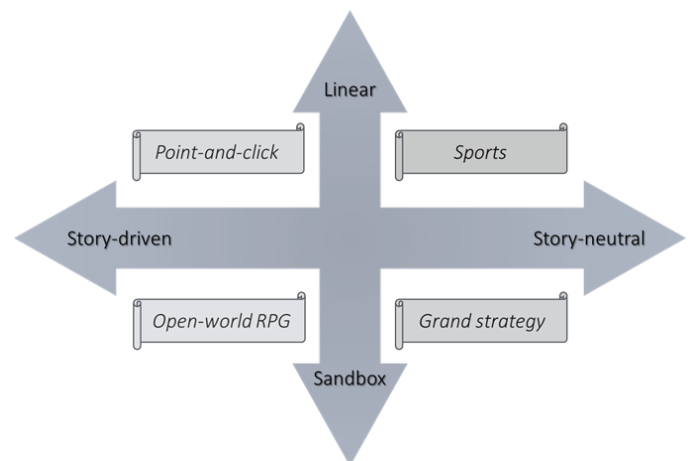 Linear
Point-and-click
Sports
Story-driven
Story-neutral
Open-world RPG
Grand strategy
Sandbox